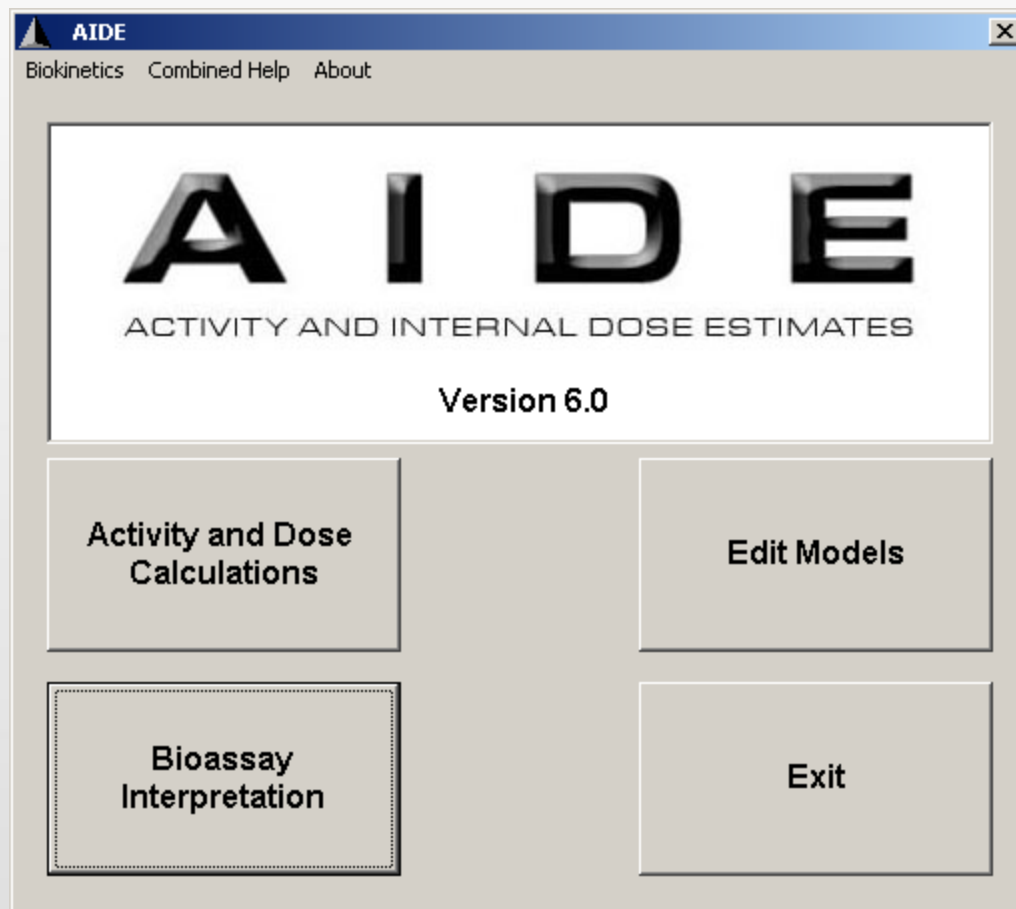 AIDE
Biokinetics Combined Help About
AIDE
ACTIVITY AND INTERNAL DOSE ESTIMATES
Version 6.0
Activity and Dose
Calculations
Edit Models
Bioassay
Interpretation
Exit